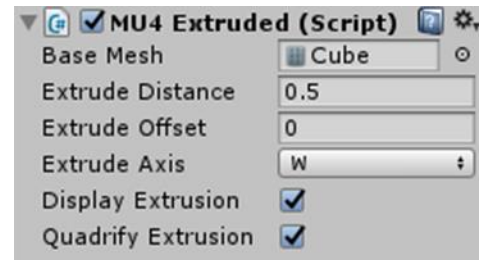 MU4 Extruded (Script)
Base Mesh Cube
Extrude Distance 0.5
Extrude Offset 0
Extrude Axis W
Display Extrusion
Quadrify Extrusion